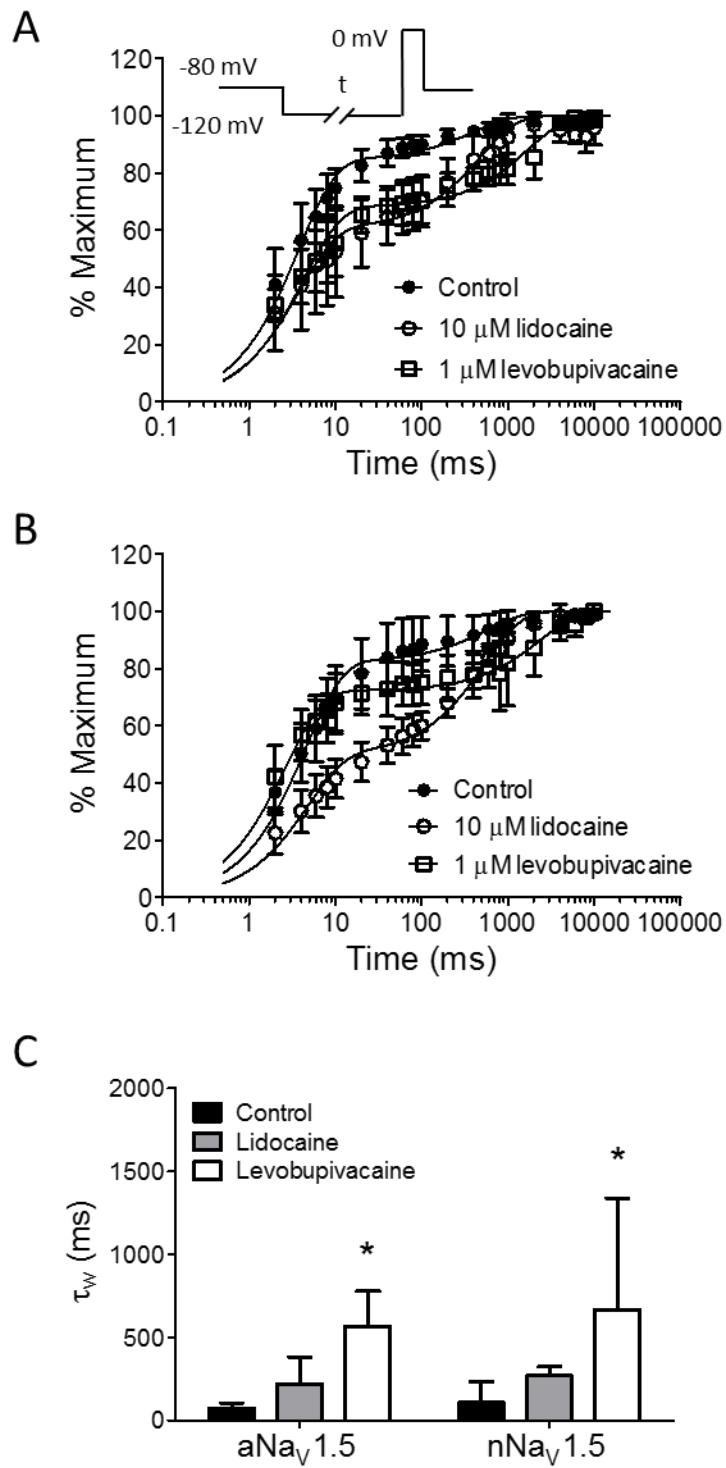 A
0 mV
-80 mV
t
-120 mV
120
100
80
60
40
20
0
% Maximum
Control
10 μM lidocaine
1 μM levobupivacaine
0.1
1
10
100
1000
10000
100000
Time (ms)
B
120
100
80
60
40
20
0
% Maximum
Control
10 μM lidocaine
1 μM levobupivacaine
0.1
1
10
100
1000
10000
100000
Time (ms)
C
2000
1500
1000
500
0
τw (ms)
Control
Lidocaine
Levobupivacaine
*
*
aNaV1.5
nNaV1.5